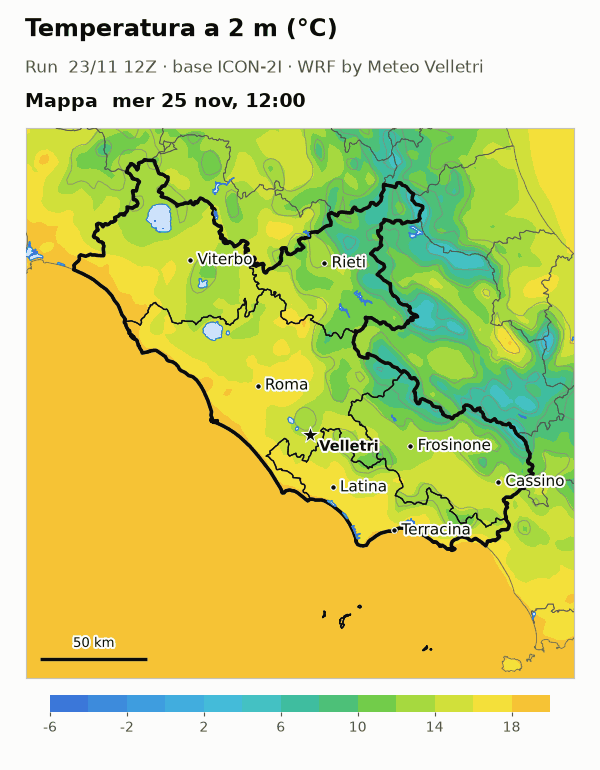 Temperatura a 2 m (°C)
Run  23/11 12Z · base ICON-2I · WRF by Meteo Velletri
Mappa  mer 25 nov, 12:00
Viterbo
Rieti
Roma
Velletri
Frosinone
Cassino
Latina
Terracina
50 km
-6 -2 2 6 10 14 18